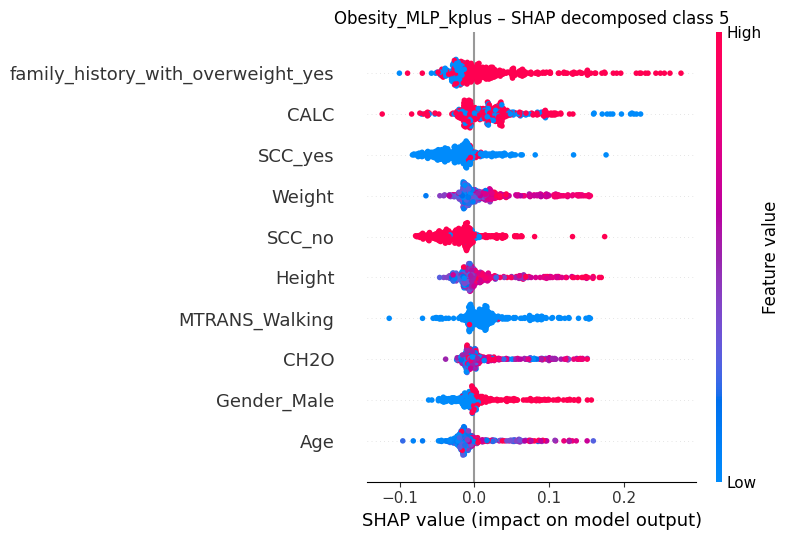 Obesity_MLP_kplus – SHAP decomposed class 5
High
family_history_with_overweight_yes
CALC
SCC_yes
Weight
SCC_no
Height
MTRANS_Walking
CH2O
Gender_Male
Age
Feature value
Low
−0.1 0.0 0.1 0.2
SHAP value (impact on model output)